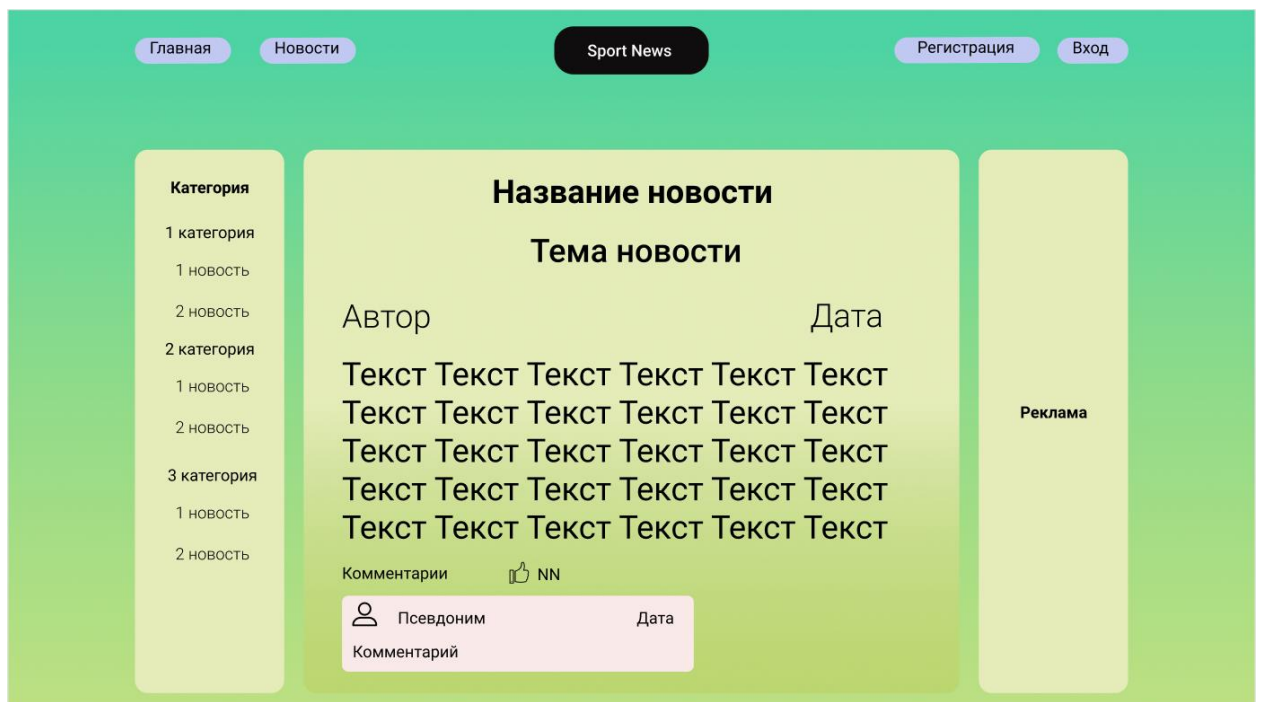 Главная Новости Sport News Регистрация Вход
Категория
1 категория
1 новость
2 новость
2 категория
1 новость
2 новость
3 категория
1 новость
2 новость
Название новости
Тема новости
Автор Дата
Текст Текст Текст Текст Текст Текст
Текст Текст Текст Текст Текст Текст
Текст Текст Текст Текст Текст Текст
Текст Текст Текст Текст Текст Текст
Текст Текст Текст Текст Текст Текст
Комментарии NN
Псевдоним Дата
Комментарий
Реклама